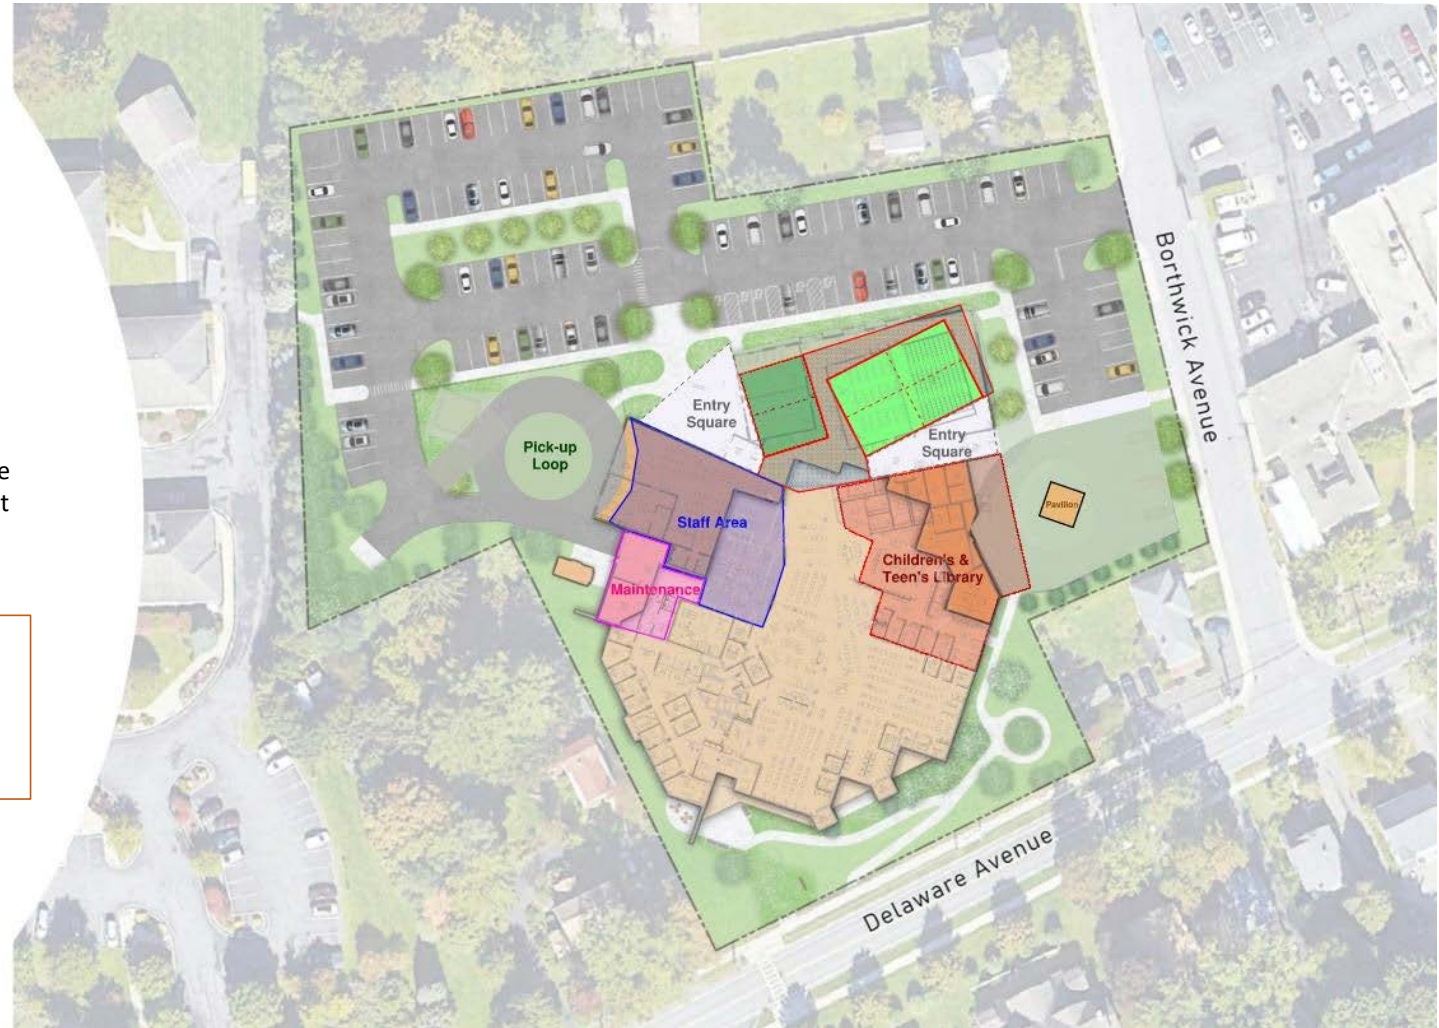 e
t
Borthwick Avenue
Entry
Square
Pick-up
Loop
Entry
Square
Pavilion
Staff Area
Children's &
Teen's Library
Maintenance
Delaware Avenue